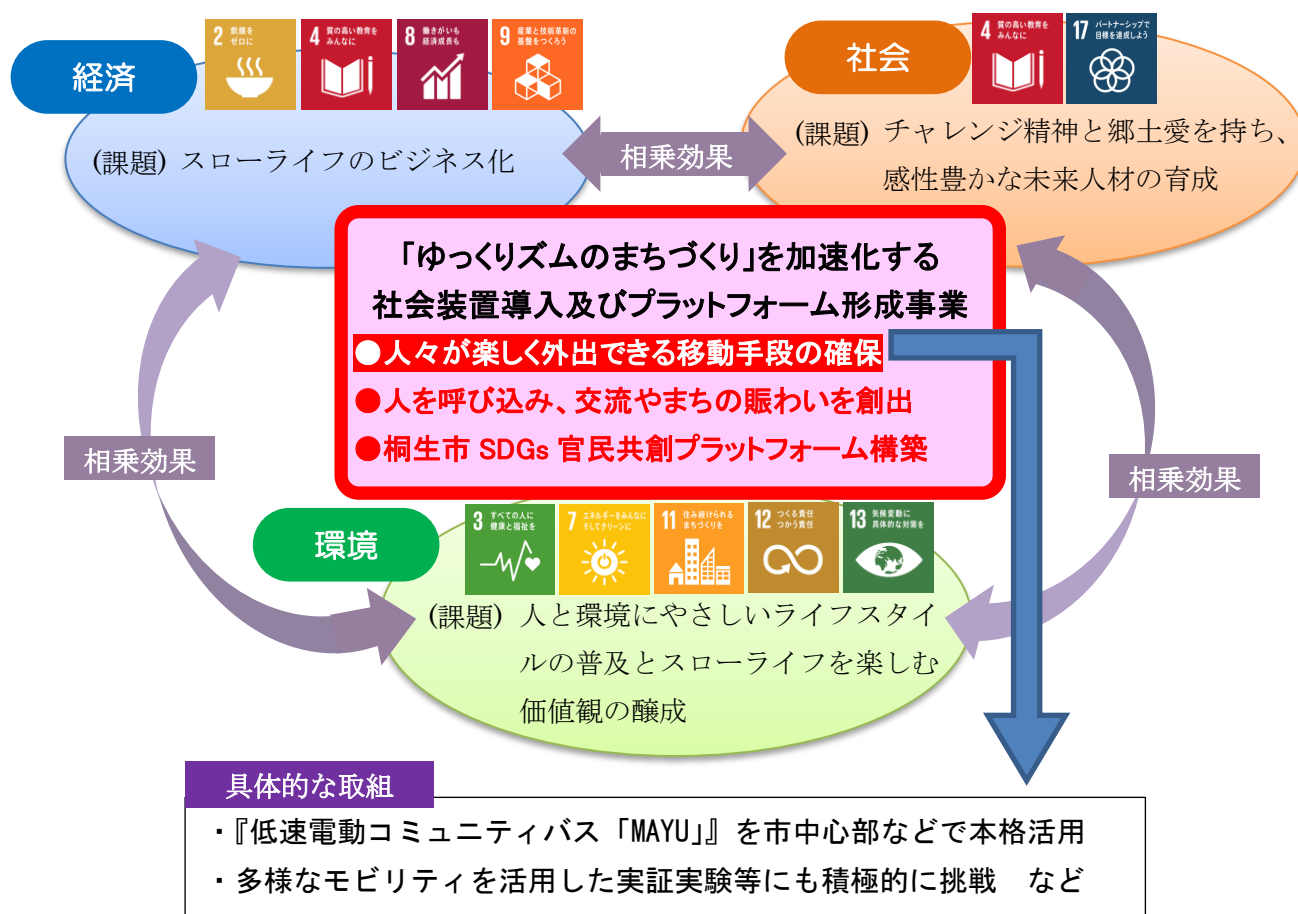 経済
2 飢餓を
ゼロに
4 質の高い教育を
みんなに
8 働きがいも
経済成長も
9 産業と技術革新の
基盤をつくろう
(課題) スローライフのビジネス化
相乗効果
社会
4 質の高い教育を
みんなに
17 パートナーシップで
目標を達成しよう
(課題) チャレンジ精神と郷土愛を持ち、
感性豊かな未来人材の育成
「ゆっくリズムのまちづくり」を加速化する
社会装置導入及びプラットフォーム形成事業
●人々が楽しく外出できる移動手段の確保
●人を呼び込み、交流やまちの賑わいを創出
●桐生市 SDGs 官民共創プラットフォーム構築
相乗効果
相乗効果
環境
3 すべての人に
健康と福祉を
7 エネルギーをみんなに
そしてクリーンに
11 住み続けられる
まちづくりを
12 つくる責任
つかう責任
13 気候変動に
具体的な対策を
(課題) 人と環境にやさしいライフスタイ
ルの普及とスローライフを楽しむ
価値観の醸成
具体的な取組
・『低速電動コミュニティバス「MAYU」』を市中心部などで本格活用
・多様なモビリティを活用した実証実験等にも積極的に挑戦　など